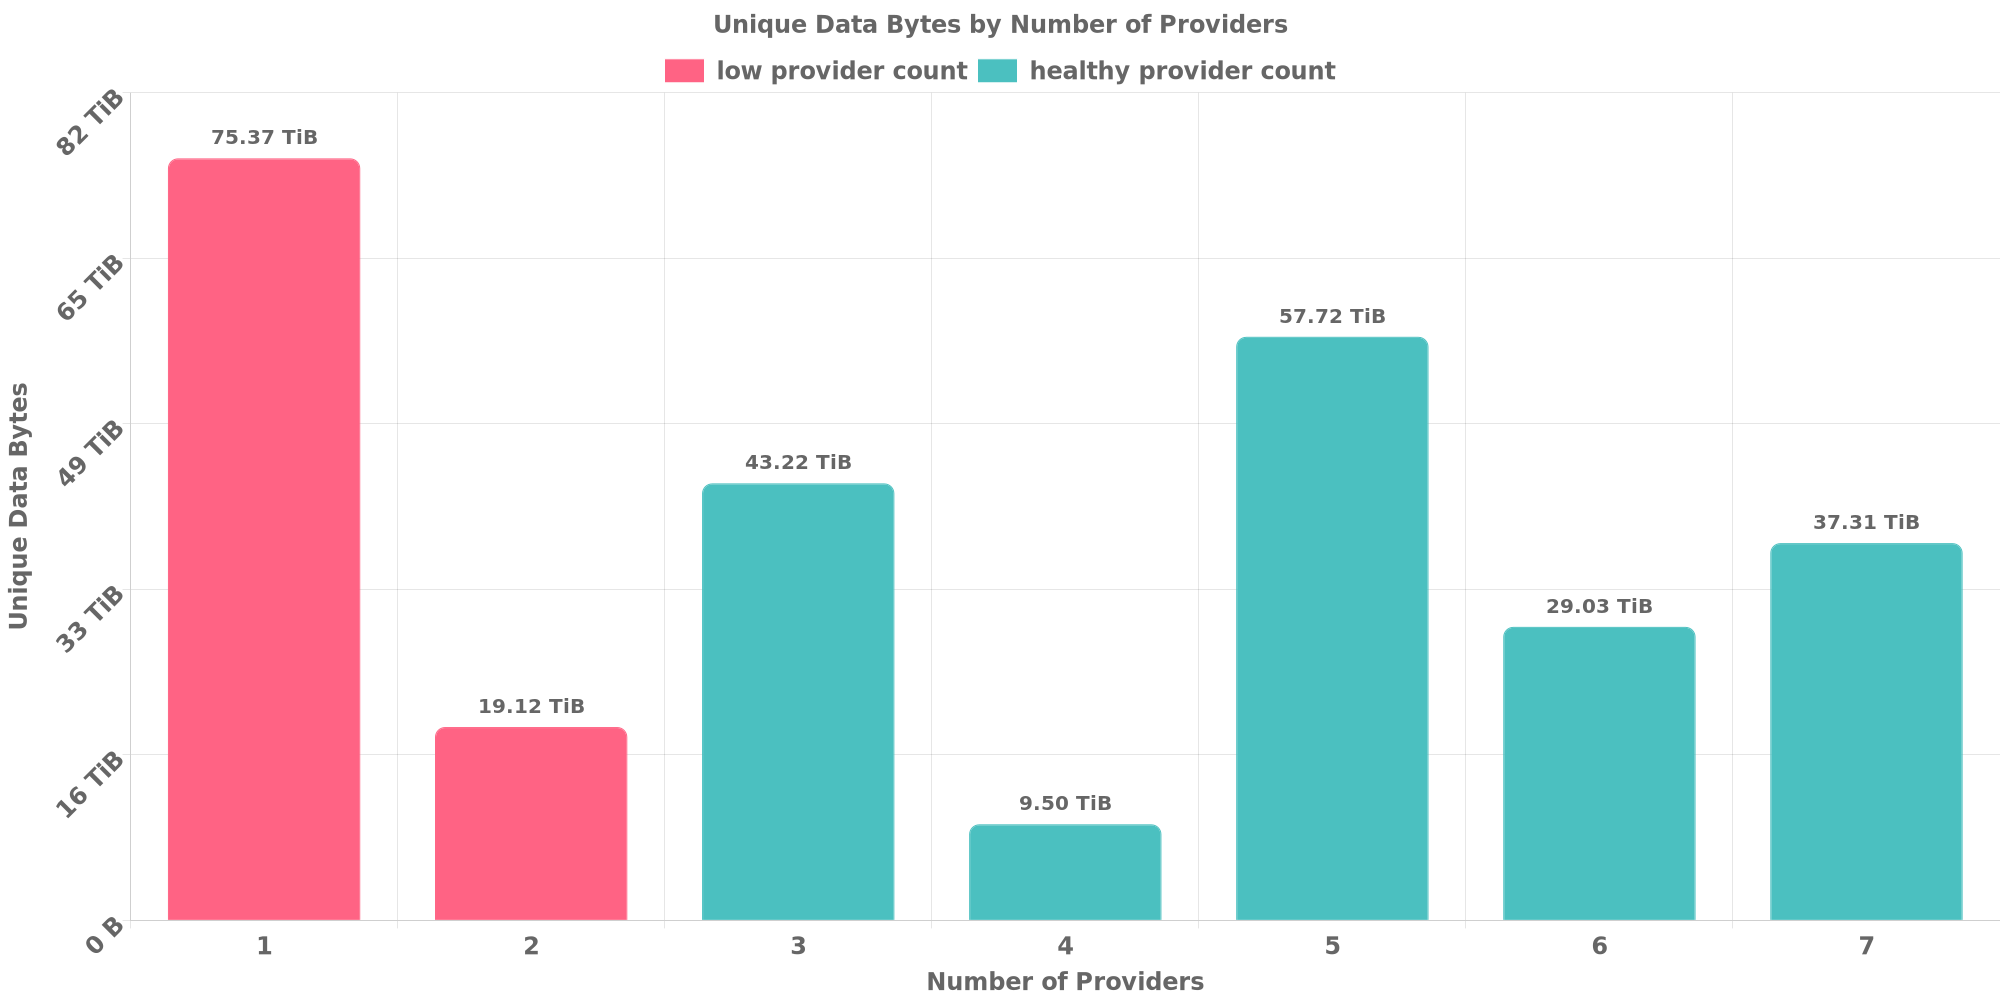 Unique Data Bytes by Number of Providers
low provider count
healthy provider count
82 TiB
65 TiB
49 TiB
33 TiB
16 TiB
0 B
Unique Data Bytes
75.37 TiB
19.12 TiB
43.22 TiB
9.50 TiB
57.72 TiB
29.03 TiB
37.31 TiB
1
2
3
4
5
6
7
Number of Providers